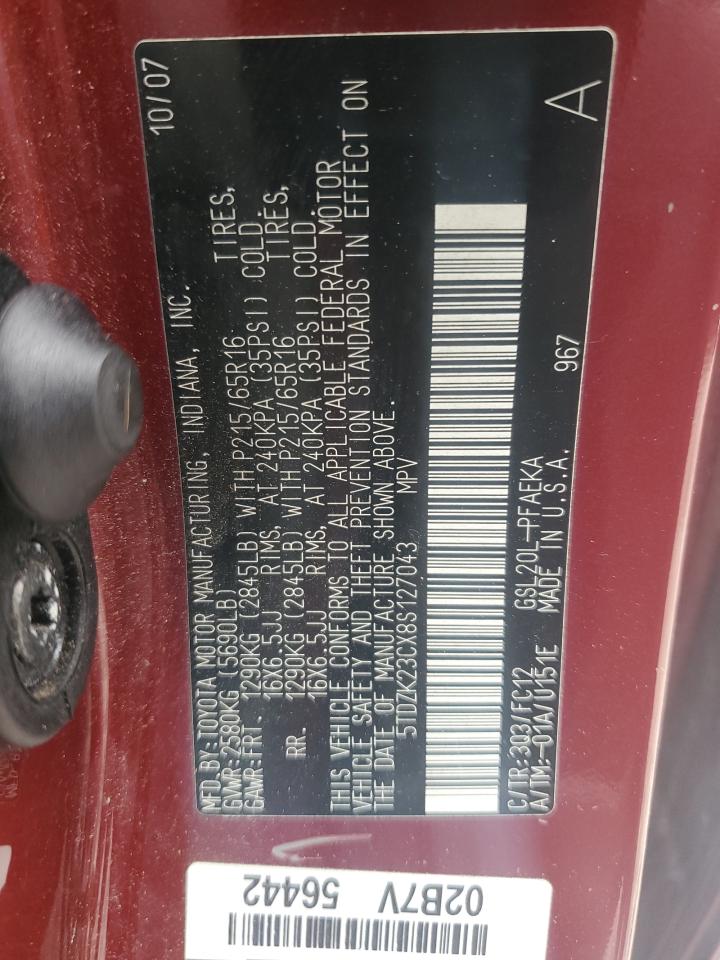 MFD.BY:TOYOTA MOTOR MANUFACTURING, INDIANA, INC. 10/07
GVWR:2580KG(5690LB)
GAWR:FRT. 1290KG (2845LB) WITH P215/65R16 TIRES,
16X6.5JJ RIMS, AT 240KPA (35PSI) COLD.
RR. 1290KG (2845LB) WITH P215/65R16 TIRES,
16X6.5JJ RIMS, AT 240KPA (35PSI) COLD.
THIS VEHICLE CONFORMS TO ALL APPLICABLE FEDERAL MOTOR
VEHICLE SAFETY AND THEFT PREVENTION STANDARDS IN EFFECT ON
THE DATE OF MANUFACTURE SHOWN ABOVE.
5TDZK23CX8S127043 MPV
C/TR:3Q3/FC12 GSL20L-PFAEKA 967 A
A/TM:-01A/U151E MADE IN U.S.A.
02B7V
56442